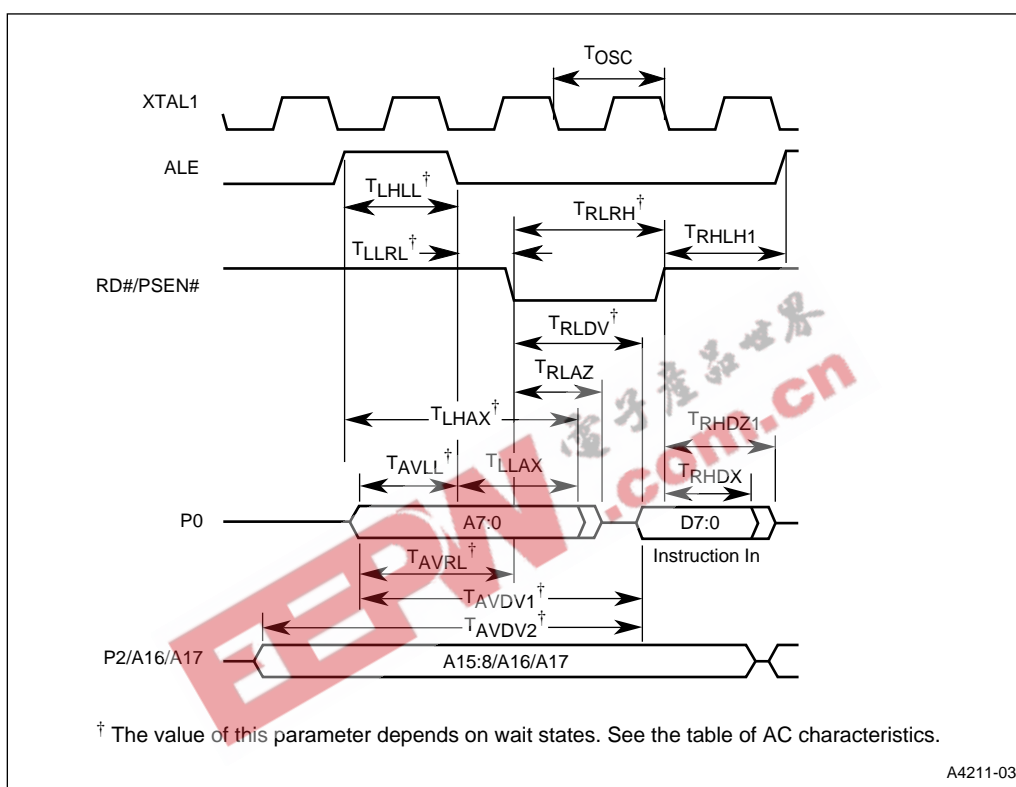 TOSC
XTAL1
ALE
TLHLL†
TRLRH†
TRHLH1
TLLRL†
RD#/PSEN#
TRLDV†
TRLAZ
TLHAX†
TRHDZ1
TAVLL†
TLLAX
TRHDX
P0
A7:0
D7:0
Instruction In
TAVRL†
TAVDV1†
TAVDV2†
P2/A16/A17
A15:8/A16/A17
† The value of this parameter depends on wait states. See the table of AC characteristics.
A4211-03
EEPW
.com.cn
電子產品世界